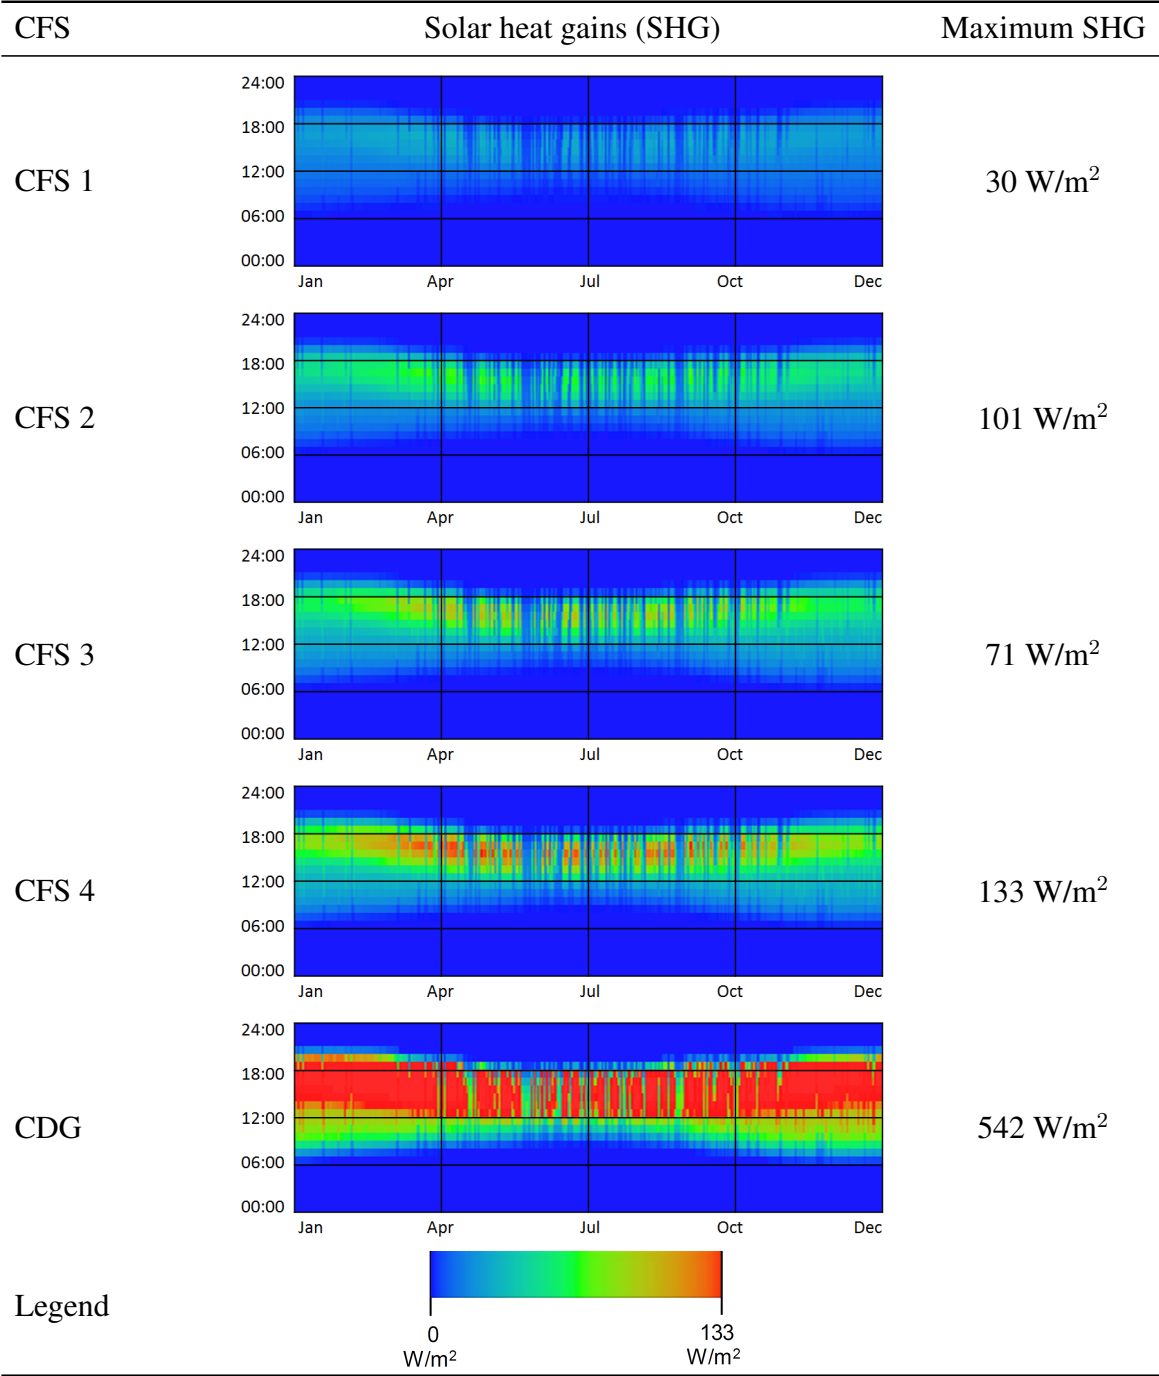 CFS Solar heat gains (SHG) Maximum SHG
24:00
18:00
CFS 1 12:00 30 W/m²
06:00
00:00
Jan Apr Jul Oct Dec
24:00
18:00
CFS 2 12:00 101 W/m²
06:00
00:00
Jan Apr Jul Oct Dec
24:00
18:00
CFS 3 12:00 71 W/m²
06:00
00:00
Jan Apr Jul Oct Dec
24:00
18:00
CFS 4 12:00 133 W/m²
06:00
00:00
Jan Apr Jul Oct Dec
24:00
18:00
CDG 12:00 542 W/m²
06:00
00:00
Jan Apr Jul Oct Dec
Legend
0 133
W/m² W/m²